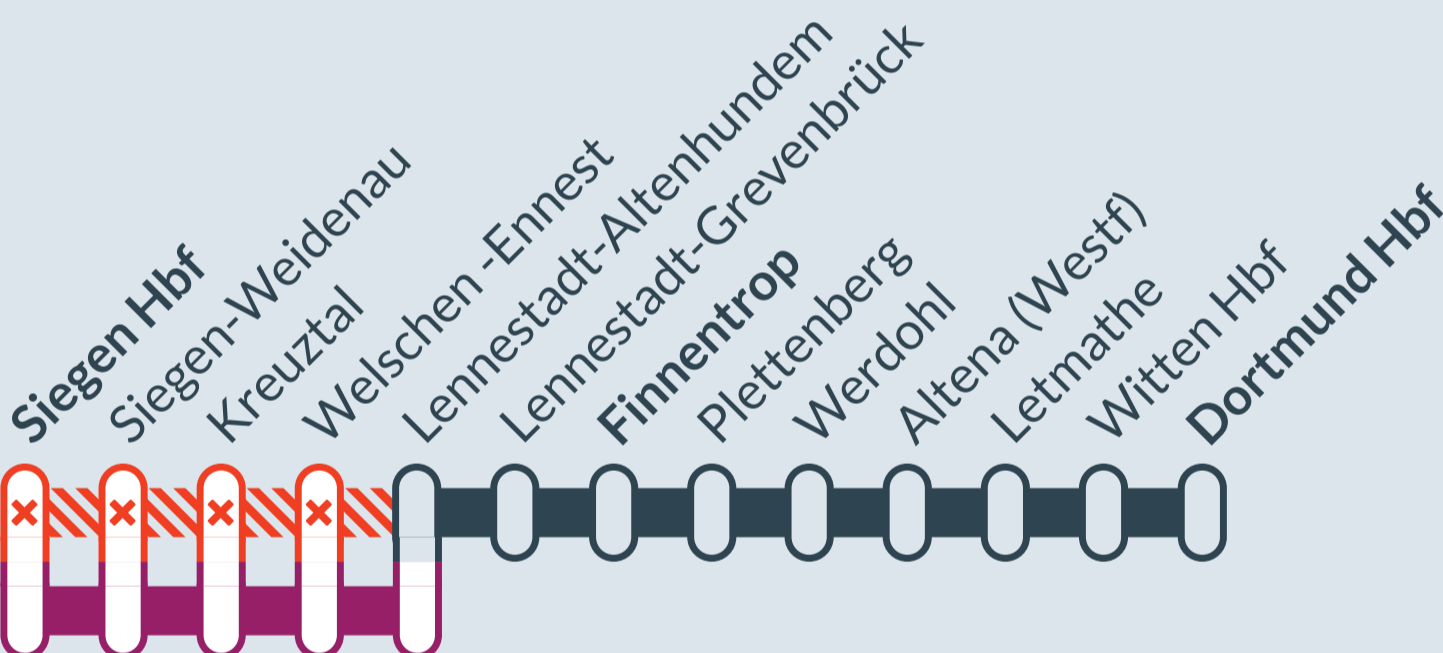 Siegen Hbf
Siegen-Weidenau
Kreuztal
Welschen -Ennest
Lennestadt-Altenhundem
Lennestadt-Grevenbrück
Finnentrop
Plettenberg
Werdohl
Altena (Westf)
Letmathe
Witten Hbf
Dortmund Hbf